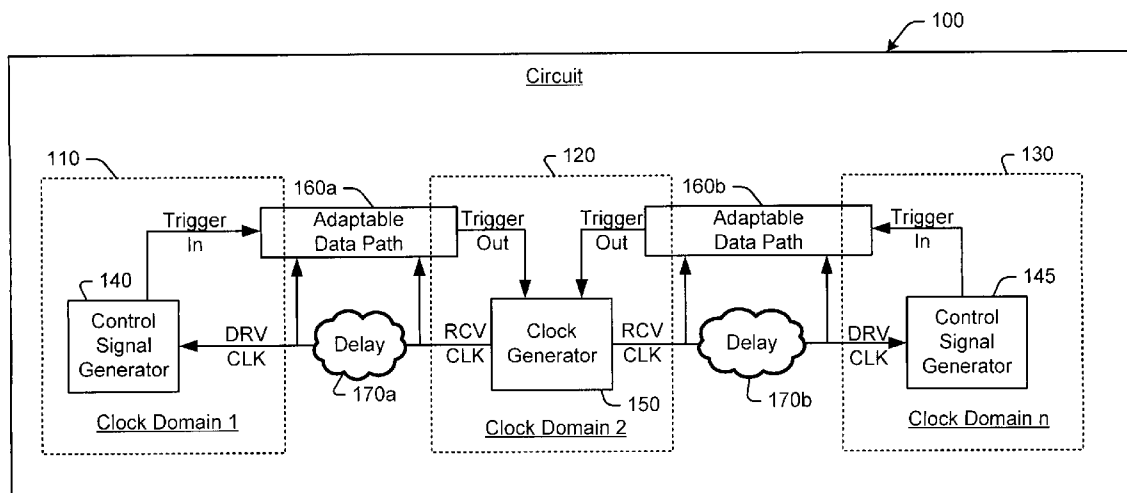 100
Circuit
110
120
130
160a
160b
Trigger
In
Adaptable
Data Path
Trigger
Out
Trigger
Out
Adaptable
Data Path
Trigger
In
140
145
Control
Signal
Generator
DRV
CLK
Delay
RCV
CLK
Clock
Generator
RCV
CLK
Delay
DRV
CLK
Control
Signal
Generator
170a
150
170b
Clock Domain 1
Clock Domain 2
Clock Domain n